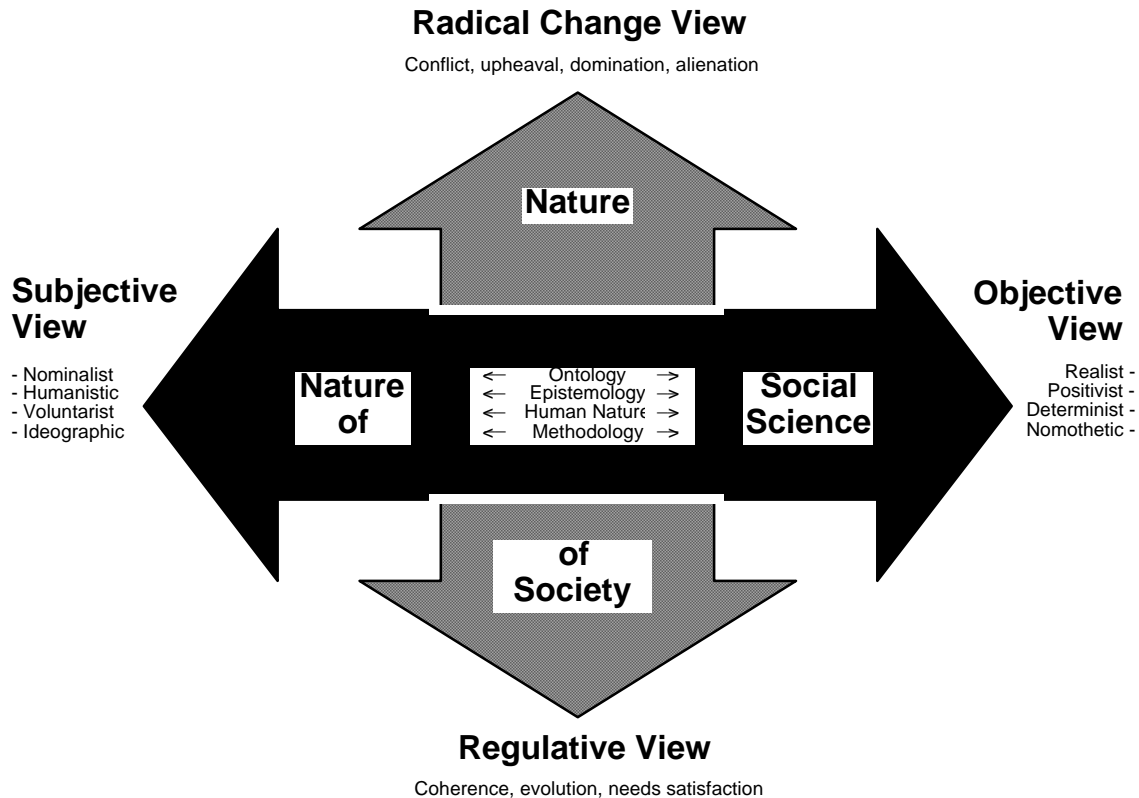 Radical Change View
Conflict, upheaval, domination, alienation
Nature
Subjective
View
- Nominalist
- Humanistic
- Voluntarist
- Ideographic
Nature
of
← Ontology →
← Epistemology →
← Human Nature →
← Methodology →
Social
Science
Objective
View
Realist -
Positivist -
Determinist -
Nomothetic -
of
Society
Regulative View
Coherence, evolution, needs satisfaction